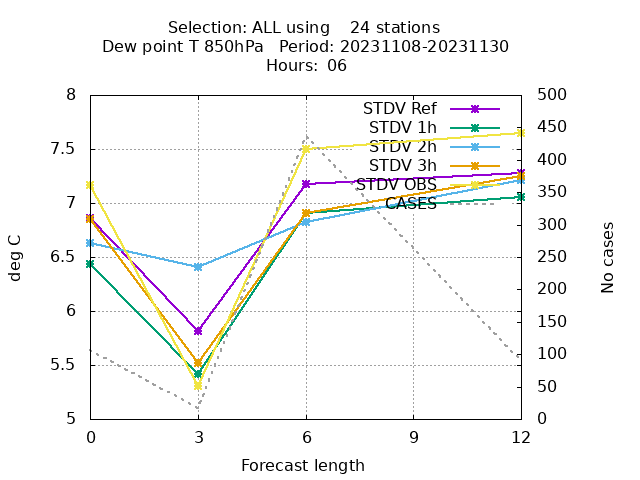 Selection: ALL using    24 stations
Dew point T 850hPa   Period: 20231108-20231130
Hours: 06
8
7.5
7
6.5
6
5.5
5
500
450
400
350
300
250
200
150
100
50
0
STDV Ref
STDV 1h
STDV 2h
STDV 3h
STDV OBS
CASES
deg C
No cases
0 3 6 9 12
Forecast length